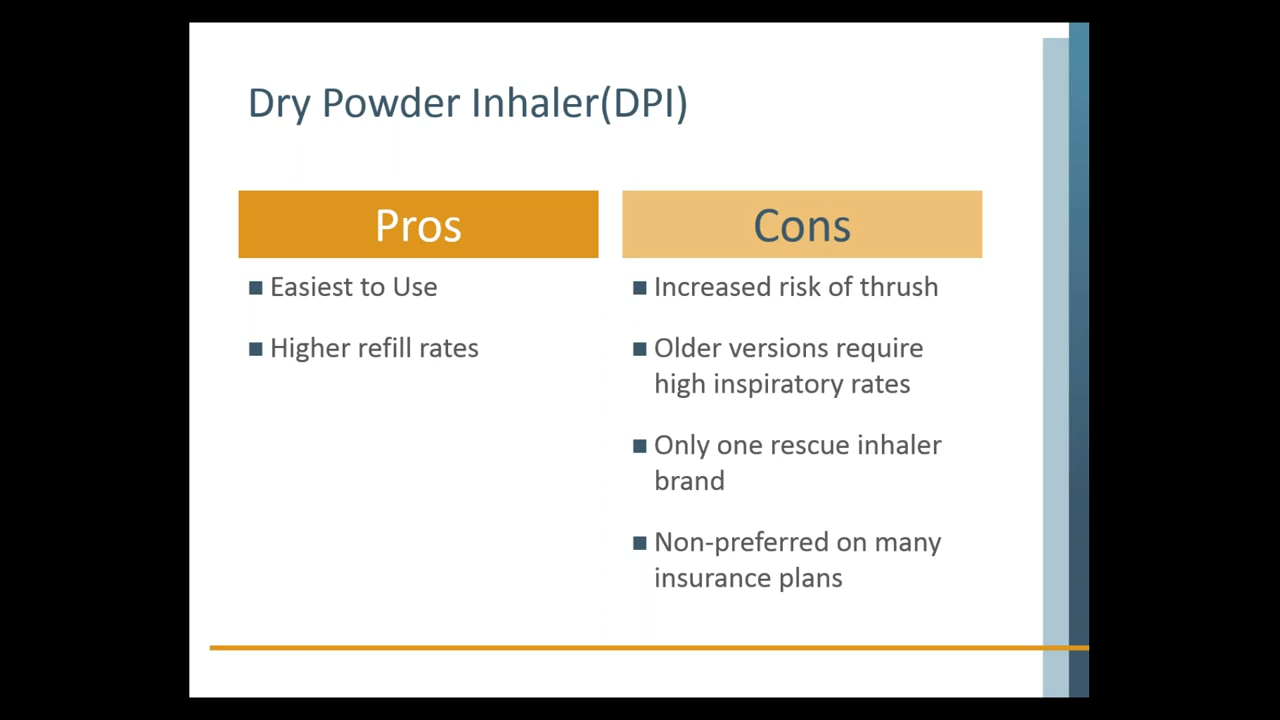 Dry Powder Inhaler(DPI)
Pros
■ Easiest to Use
■ Higher refill rates
Cons
■ Increased risk of thrush
■ Older versions require
high inspiratory rates
■ Only one rescue inhaler
brand
■ Non-preferred on many
insurance plans